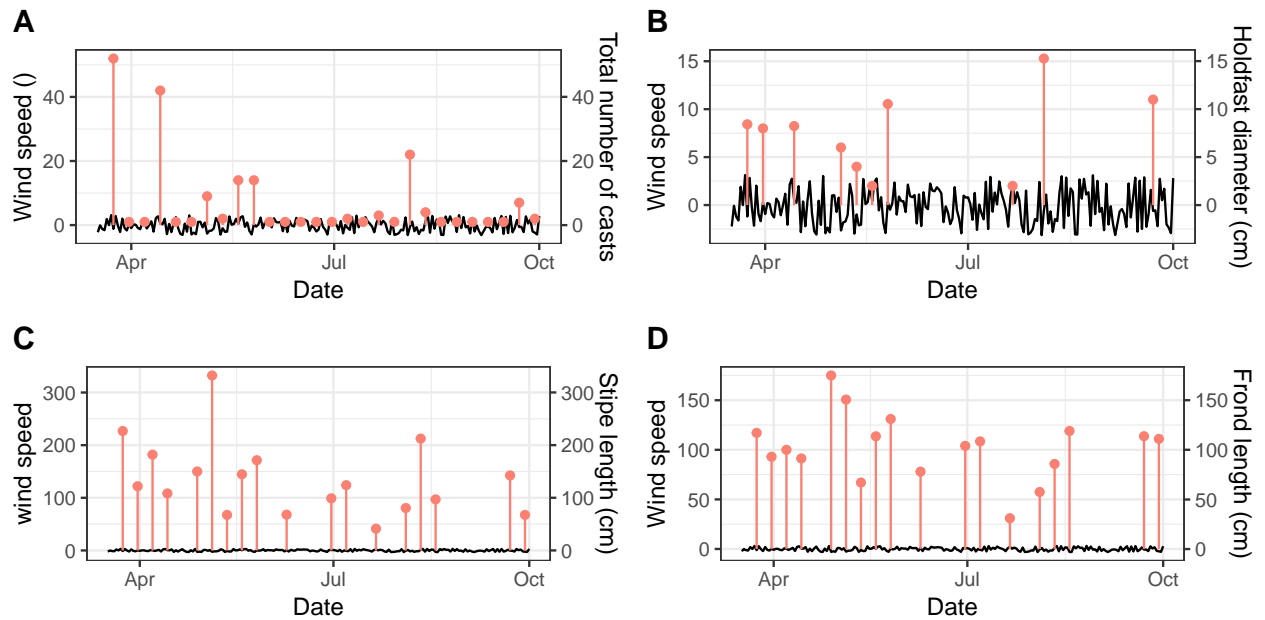 A
Wind speed ()
40
20
0
40
20
0
Total number of casts
Apr
Jul
Oct
Date
B
Wind speed
15
10
5
0
15
10
5
0
Holdfast diameter (cm)
Apr
Jul
Oct
Date
C
wind speed
300
200
100
0
300
200
100
0
Stipe length (cm)
Apr
Jul
Oct
Date
D
Wind speed
150
100
50
0
150
100
50
0
Frond length (cm)
Apr
Jul
Oct
Date